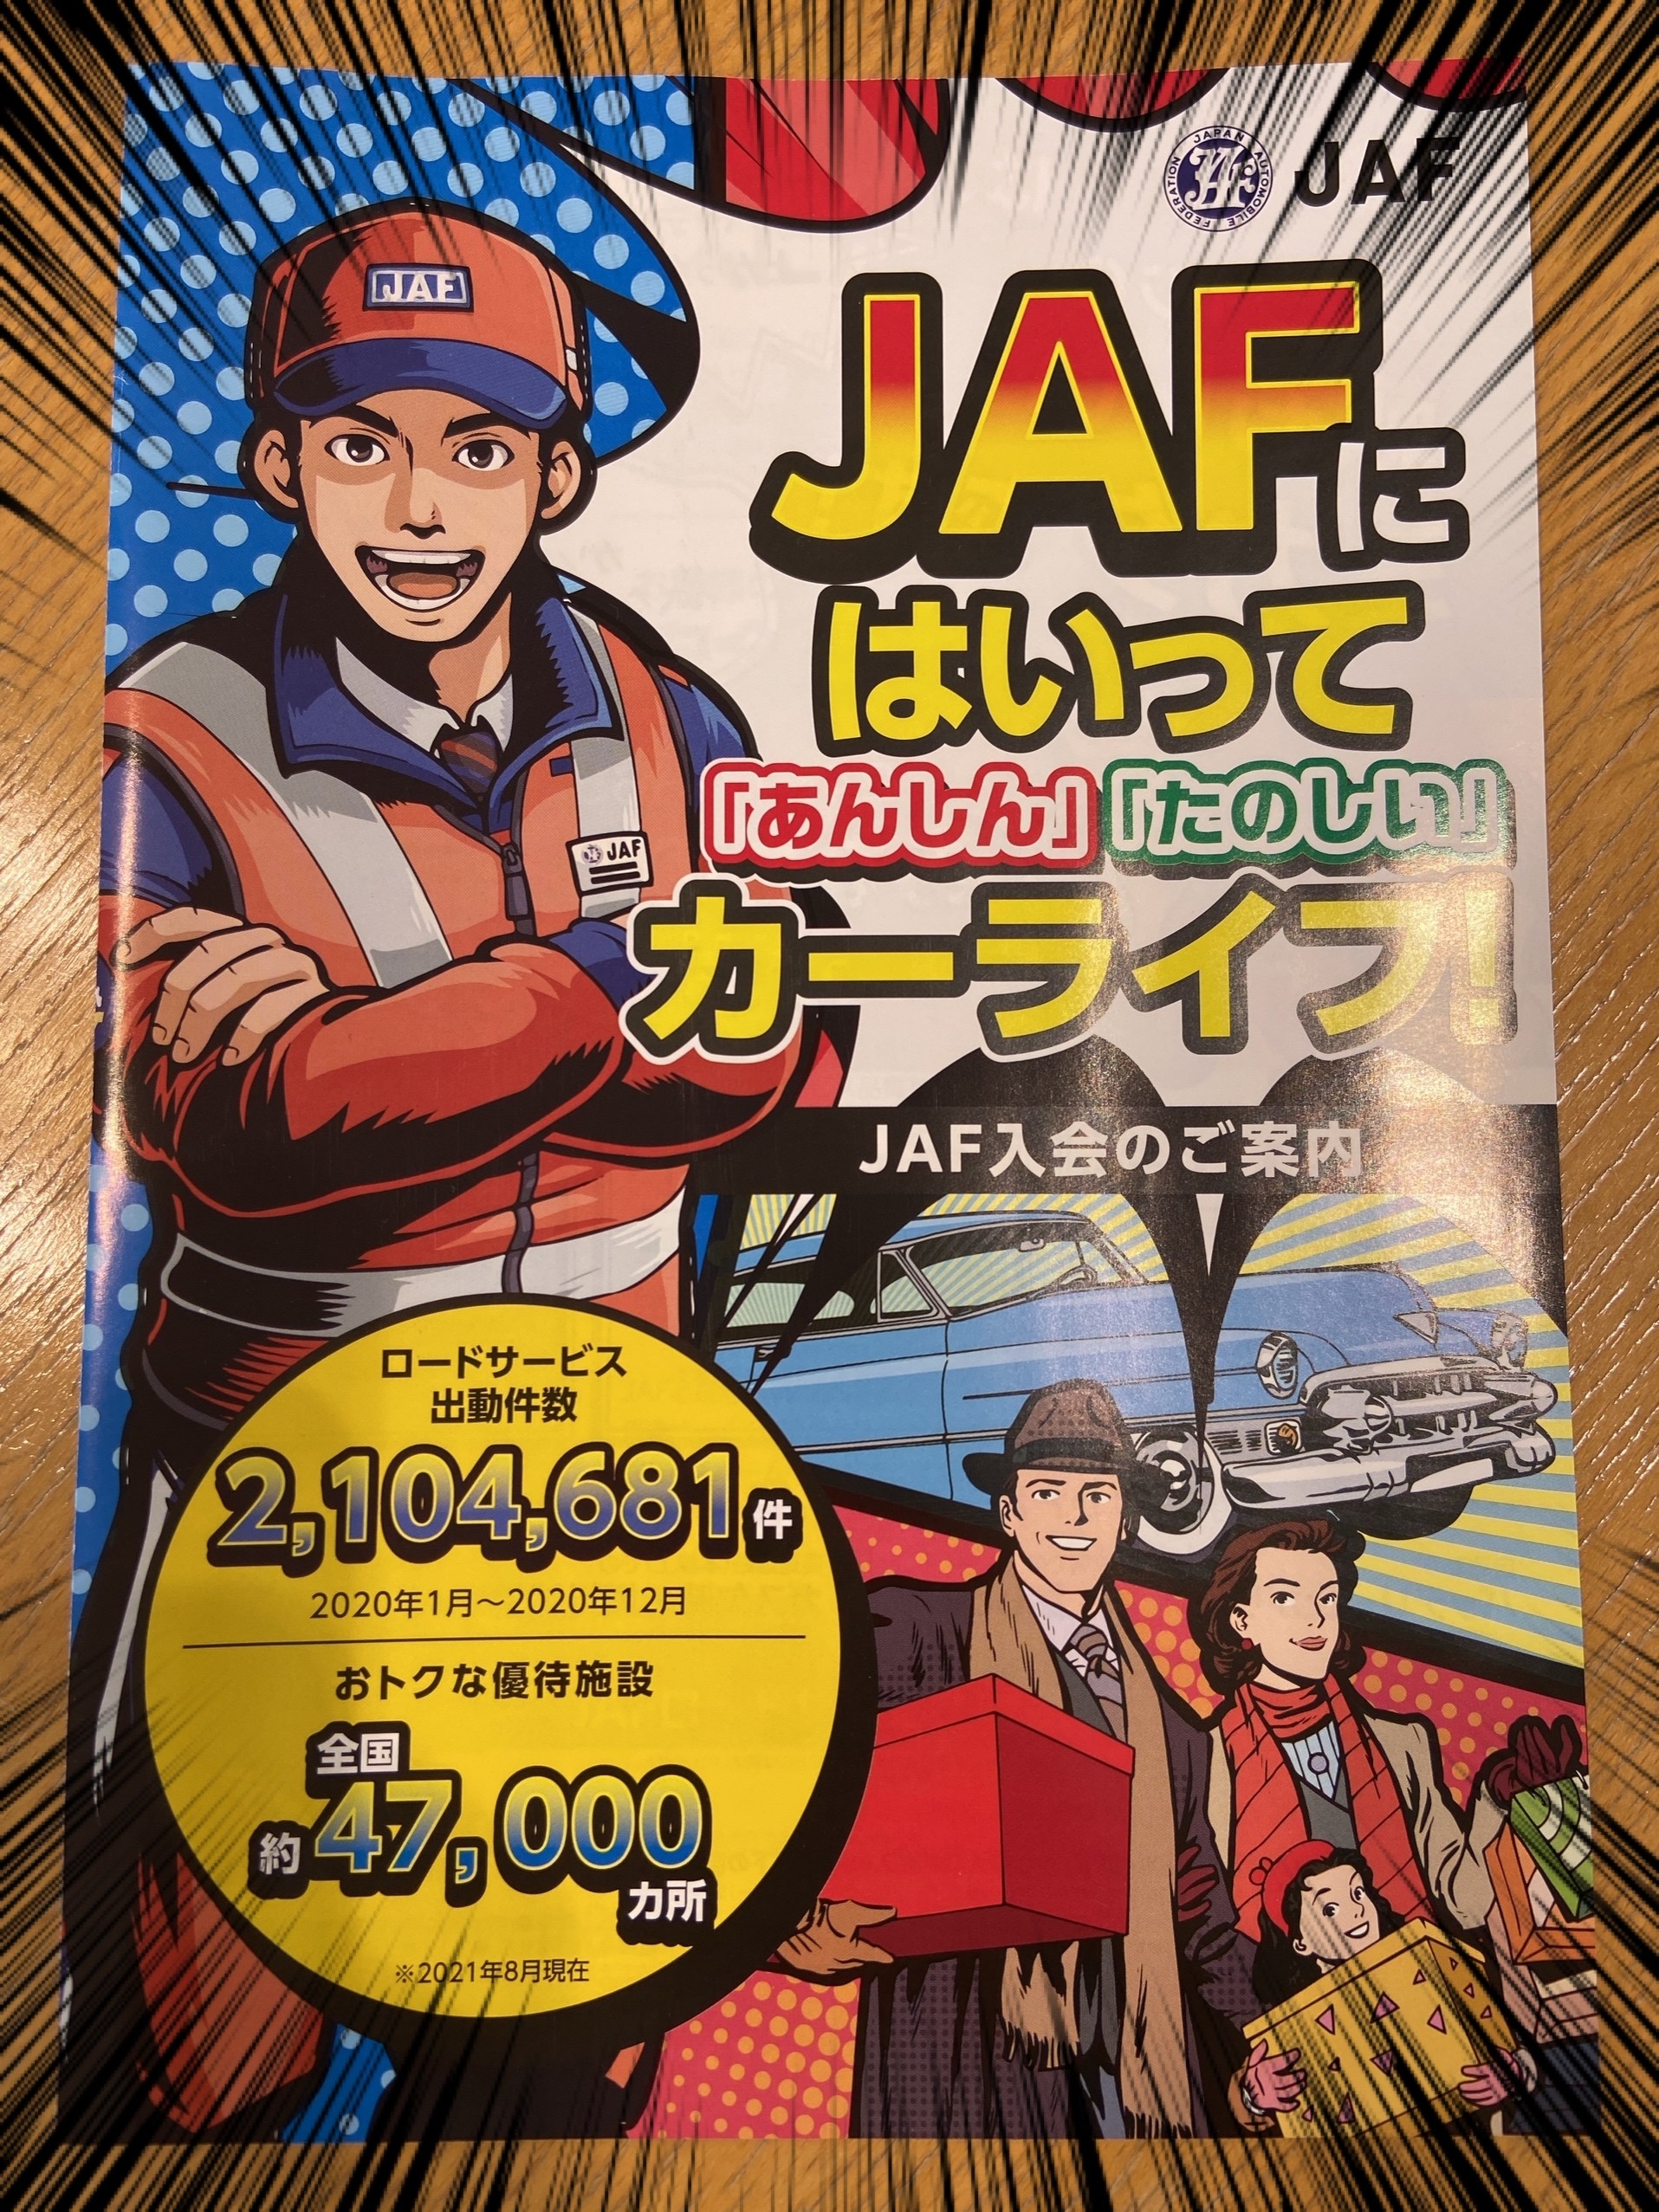 JAPAN AUTOMOBILE FEDERATION
JAF
JAF
JAFに
はいって
「あんしん」「たのしい」
カーライフ!
JAF
JAF入会のご案内
ロードサービス
出動件数
2,104,681件
2020年1月～2020年12月
おトクな優待施設
全国
約47,000
カ所
※2021年8月現在